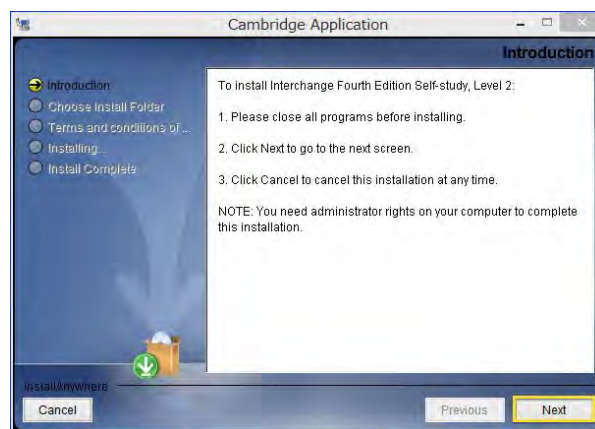 Cambridge Application
Introduction
Introduction
Choose Install Folder
Terms and conditions of ...
Installing...
Install Complete
To install Interchange Fourth Edition Self-study, Level 2:
1. Please close all programs before installing.
2. Click Next to go to the next screen.
3. Click Cancel to cancel this installation at any time.
NOTE: You need administrator rights on your computer to complete
this installation.
InstallAnywhere
Cancel
Previous
Next